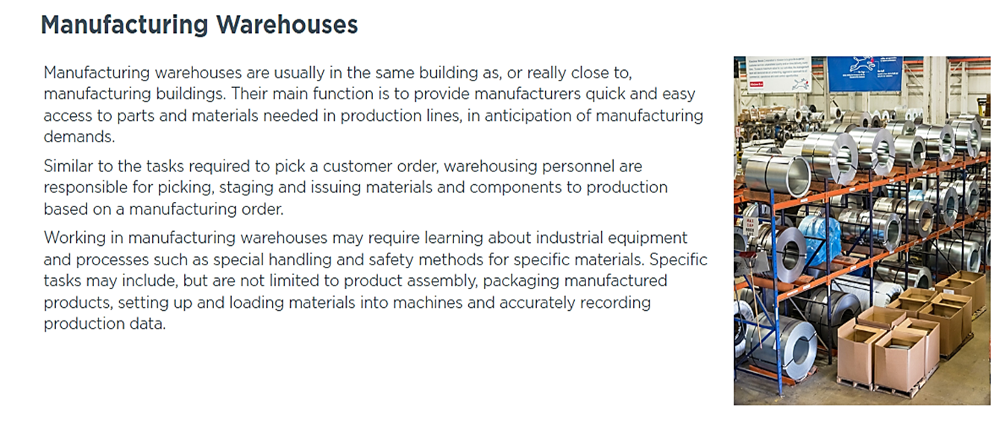 Manufacturing Warehouses
Manufacturing warehouses are usually in the same building as, or really close to,
manufacturing buildings. Their main function is to provide manufacturers quick and easy
access to parts and materials needed in production lines, in anticipation of manufacturing
demands.
Similar to the tasks required to pick a customer order, warehousing personnel are
responsible for picking, staging and issuing materials and components to production
based on a manufacturing order.
Working in manufacturing warehouses may require learning about industrial equipment
and processes such as special handling and safety methods for specific materials. Specific
tasks may include, but are not limited to product assembly, packaging manufactured
products, setting up and loading materials into machines and accurately recording
production data.